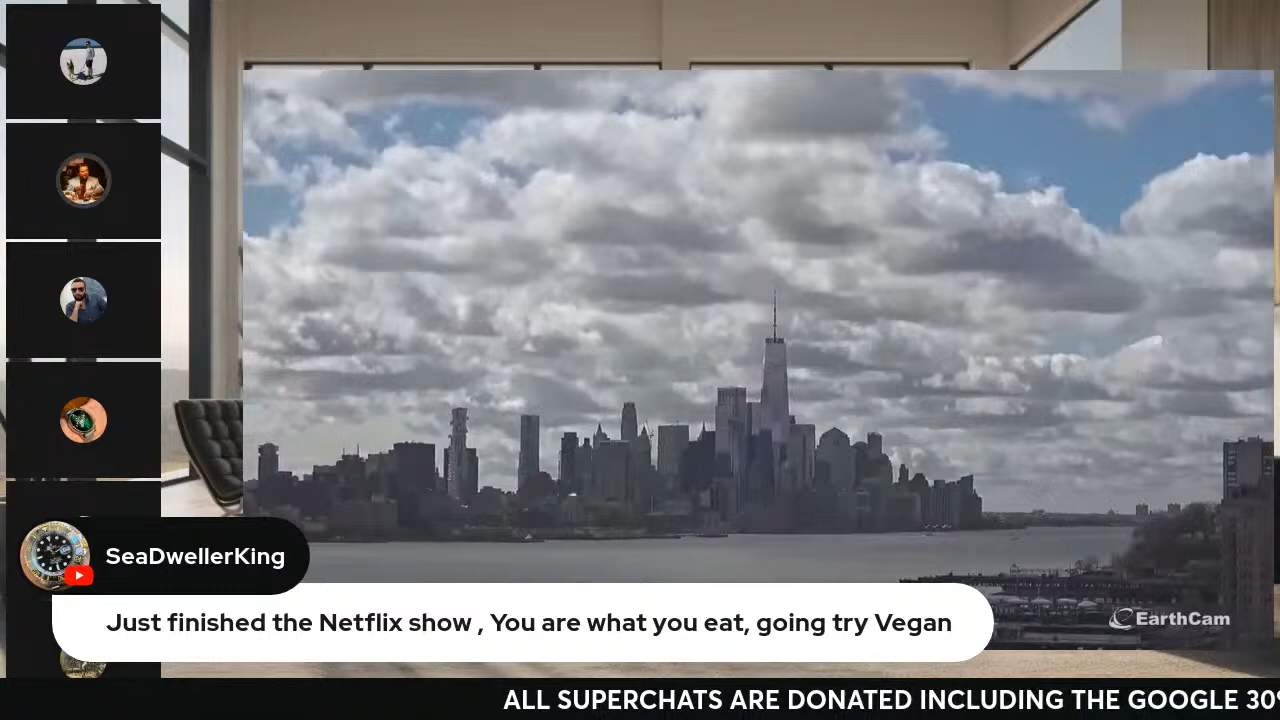 SeaDwellerKing
Just finished the Netflix show , You are what you eat, going try Vegan
EarthCam
ALL SUPERCHATS ARE DONATED INCLUDING THE GOOGLE 30